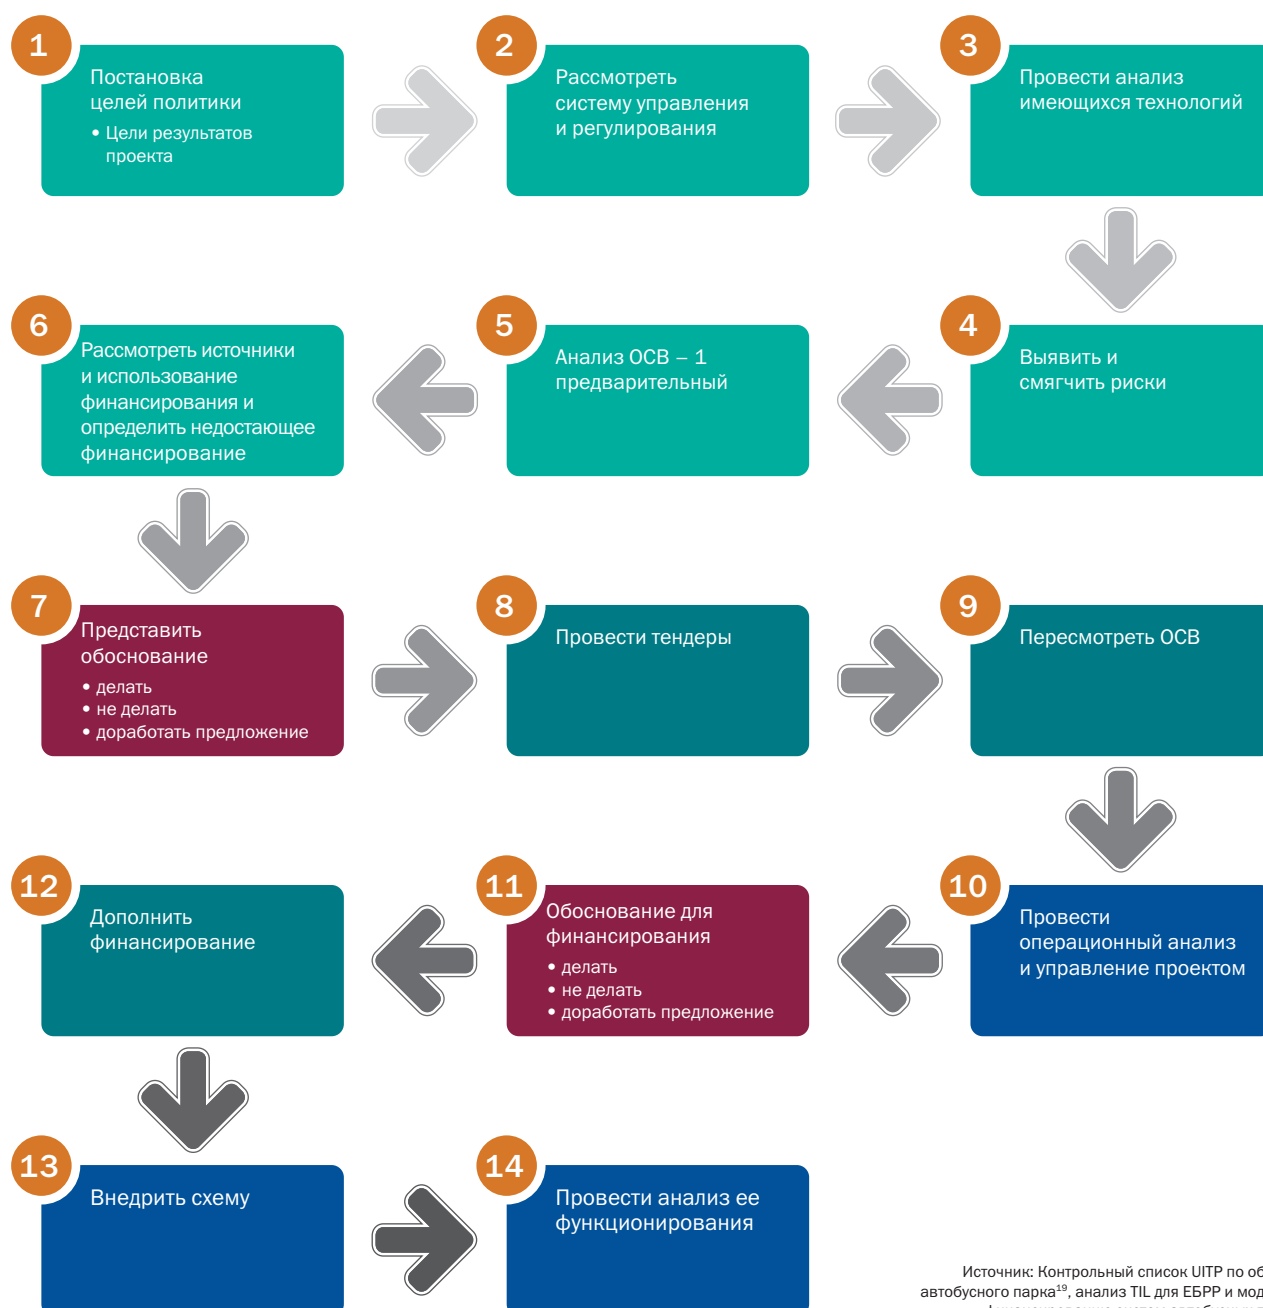 1
Постановка
целей политики
• Цели результатов
проекта
2
Рассмотреть
систему управления
и регулирования
3
Провести анализ
имеющихся технологий
4
Выявить и
смягчить риски
5
Анализ ОСВ – 1
предварительный
6
Рассмотреть источники
и использование
финансирования и
определить недостающее
финансирование
7
Представить
обоснование
• делать
• не делать
• доработать предложение
8
Провести тендеры
9
Пересмотреть ОСВ
10
Провести
операционный анализ
и управление проектом
11
Обоснование для
финансирования
• делать
• не делать
• доработать предложение
12
Дополнить
финансирование
13
Внедрить схему
14
Провести анализ ее
функционирования
Источник: Контрольный список UITP по об
автобусного парка¹⁹, анализ TIL для ЕБРР и мод